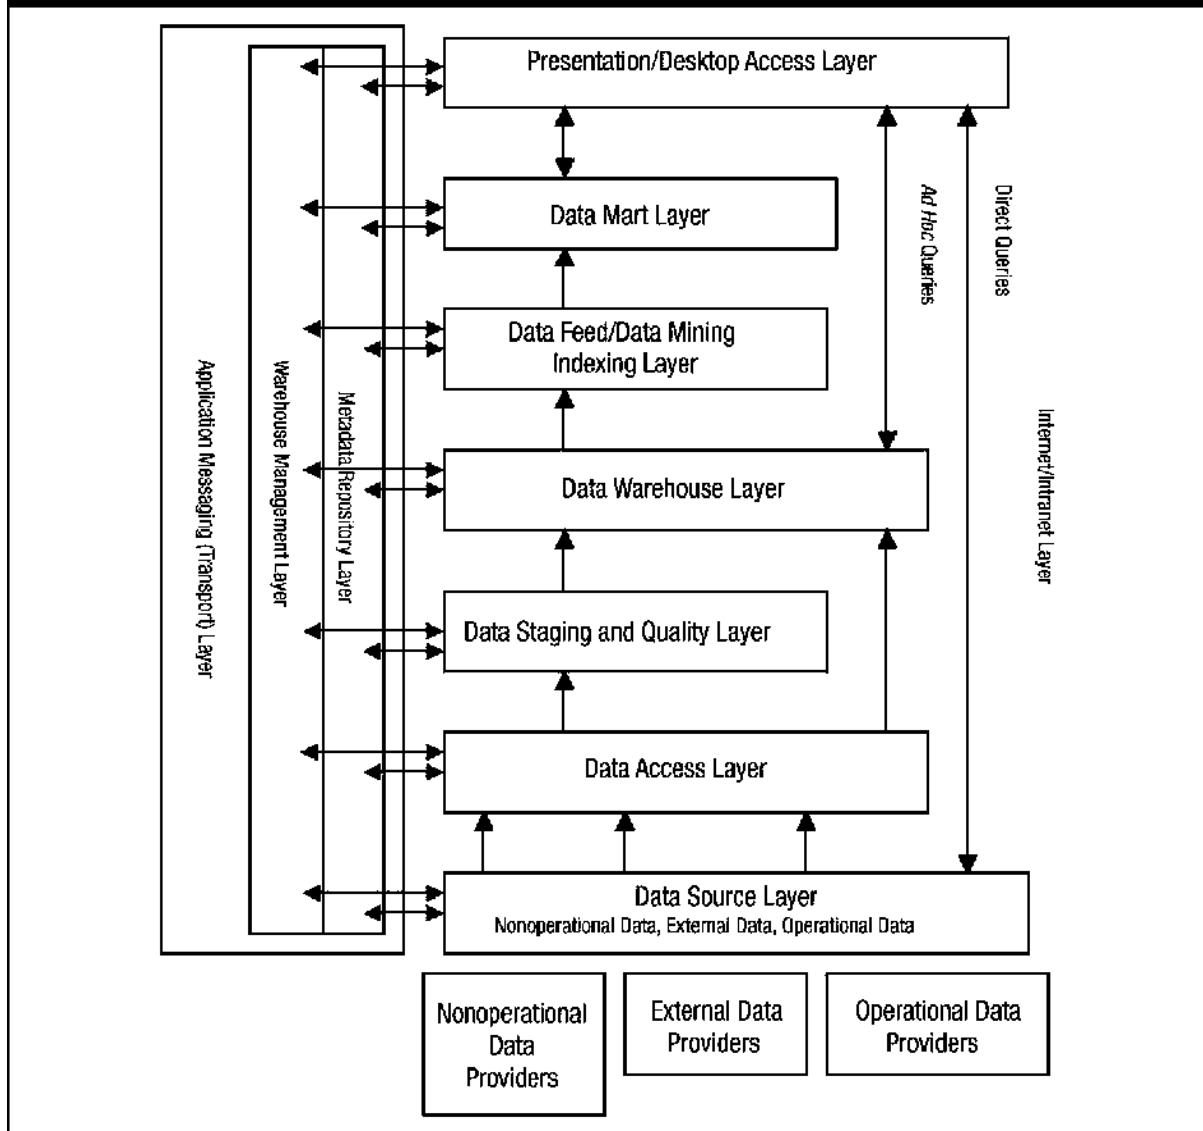 Presentation/Desktop Access Layer
Data Mart Layer
Ad Hoc Queries
Direct Queries
Data Feed/Data Mining
Indexing Layer
Application Messaging (Transport) Layer
Warehouse Management Layer
Metadata Repository Layer
Internet/Intranet Layer
Data Warehouse Layer
Data Staging and Quality Layer
Data Access Layer
Data Source Layer
Nonoperational Data, External Data, Operational Data
Nonoperational
Data
Providers
External Data
Providers
Operational Data
Providers